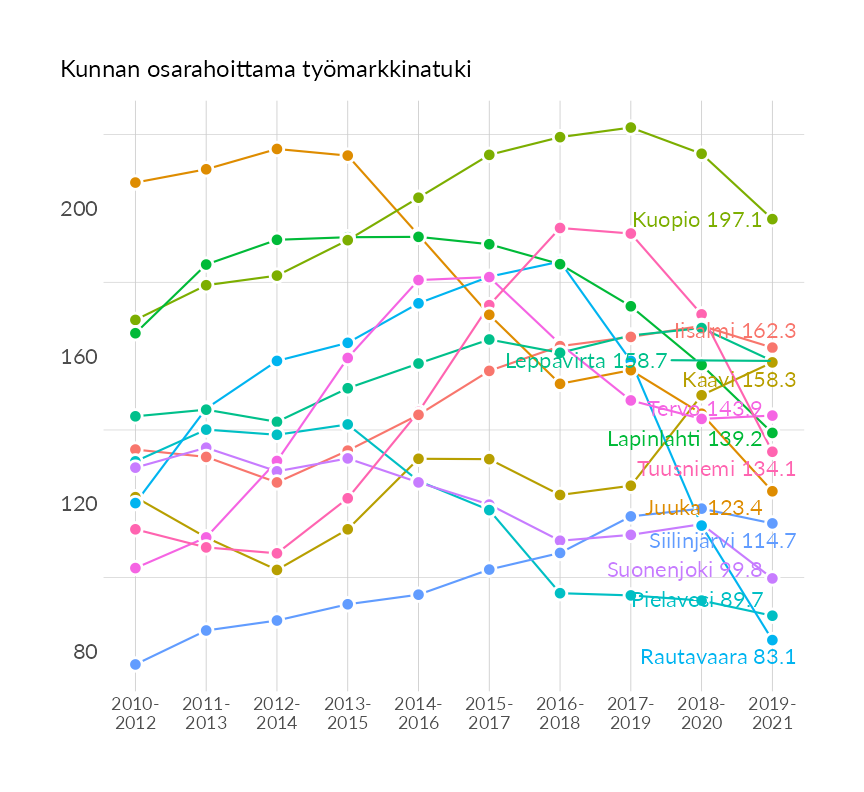 Kunnan osarahoittama työmarkkinatuki
200
160
120
80
Kuopio 197.1
Iisalmi 162.3
Leppävirta 158.7
Kaavi 158.3
Tervo 143.9
Lapinlahti 139.2
Tuusniemi 134.1
Juuka 123.4
Siilinjärvi 114.7
Suonenjoki 99.8
Pielavesi 89.7
Rautavaara 83.1
2010-
2012
2011-
2013
2012-
2014
2013-
2015
2014-
2016
2015-
2017
2016-
2018
2017-
2019
2018-
2020
2019-
2021